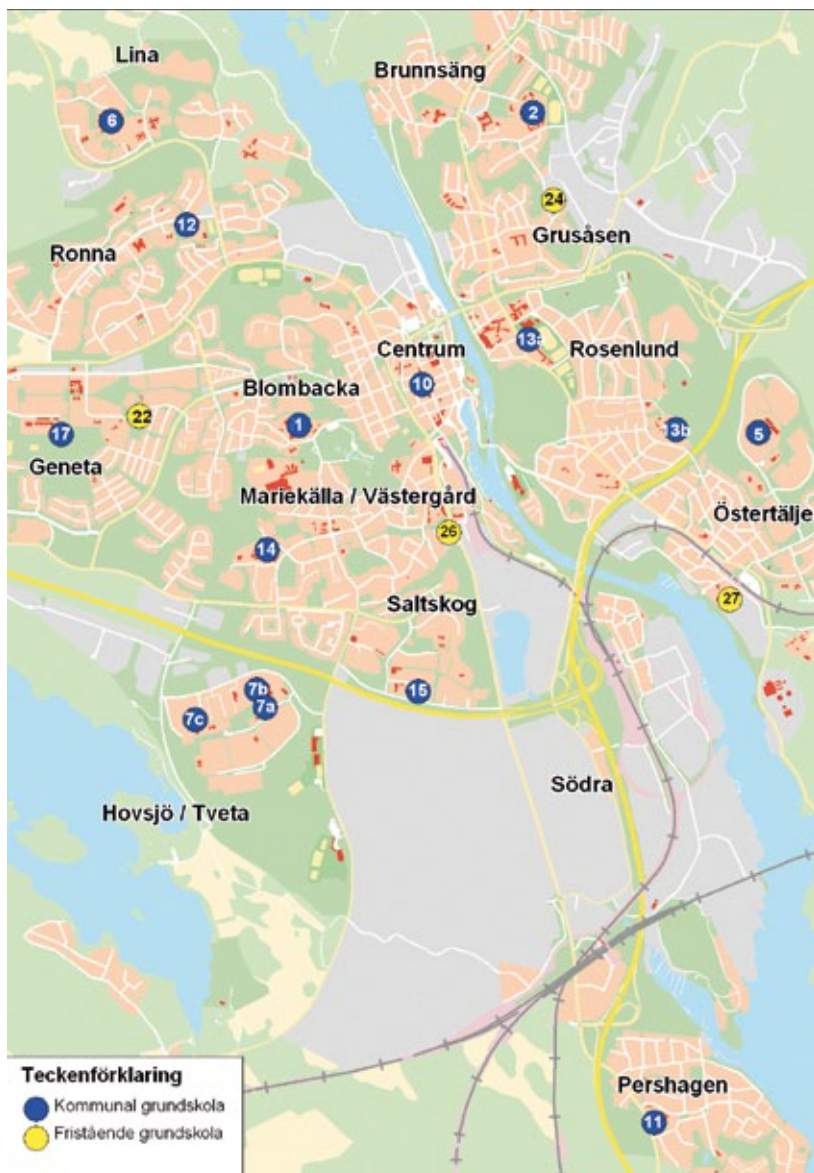 Lina
Brunnsäng
2
6
24
12
Grusåsen
Ronna
13a
Centrum
Rosenlund
10
Blombacka
22
1
13b
17
5
Geneta
Mariekälla / Västergård
Östertälje
26
14
27
Saltskog
7b
15
7a
7c
Södra
Hovsjö / Tveta
Teckenförklaring
Kommunal grundskola
Fristående grundskola
Pershagen
11